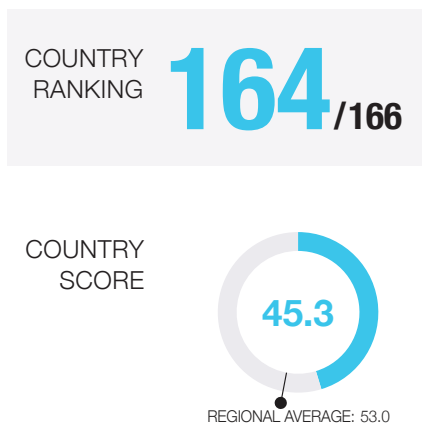 COUNTRY
RANKING
164/166
COUNTRY
SCORE
45.3
REGIONAL AVERAGE: 53.0